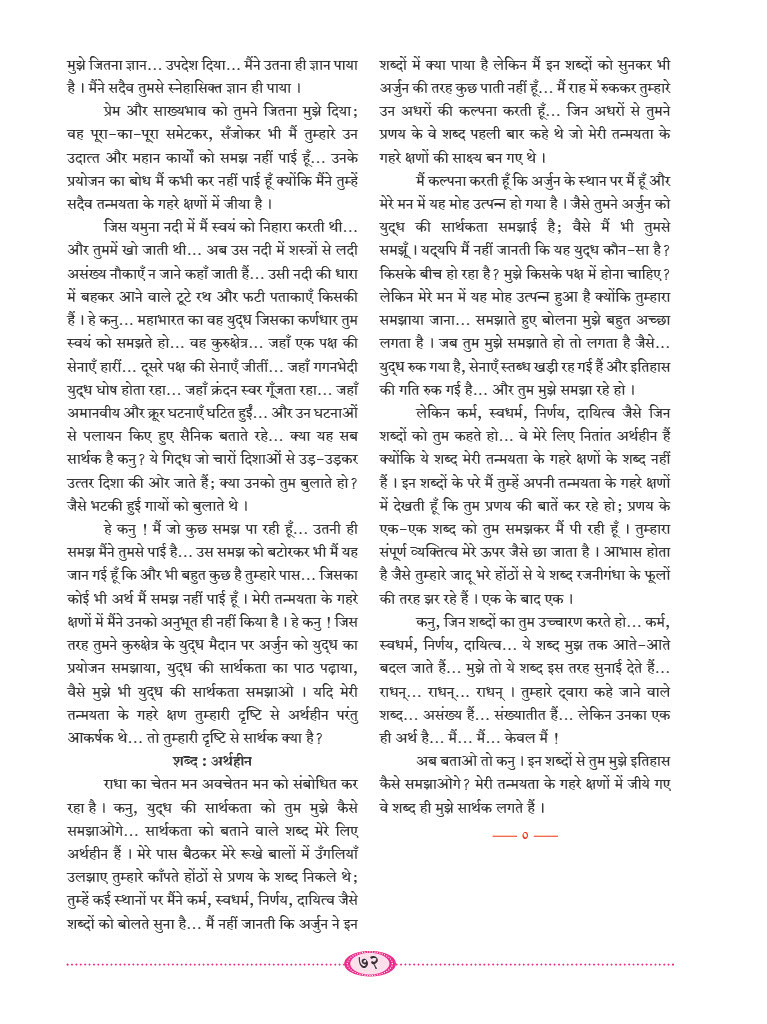 मुझे जितना ज्ञान... उपदेश दिया... मैंने उतना ही ज्ञान पाया
है । मैंने सदैव तुमसे स्नेहासिक्त ज्ञान ही पाया ।
प्रेम और साख्यभाव को तुमने जितना मुझे दिया;
वह पूरा-का-पूरा समेटकर, सँजोकर भी मैं तुम्हारे उन
उदात्त और महान कार्यों को समझ नहीं पाई हूँ... उनके
प्रयोजन का बोध मैं कभी कर नहीं पाई हूँ क्योंकि मैंने तुम्हें
सदैव तन्मयता के गहरे क्षणों में जीया है ।
जिस यमुना नदी में मैं स्वयं को निहारा करती थी...
और तुममें खो जाती थी... अब उस नदी में शस्त्रों से लदी
असंख्य नौकाएँ न जाने कहाँ जाती हैं... उसी नदी की धारा
में बहकर आने वाले टूटे रथ और फटी पताकाएँ किसकी
हैं । हे कनु... महाभारत का वह युद्ध जिसका कर्णधार तुम
स्वयं को समझते हो... वह कुरुक्षेत्र... जहाँ एक पक्ष की
सेनाएँ हारीं... दूसरे पक्ष की सेनाएँ जीतीं... जहाँ गगनभेदी
युद्ध घोष होता रहा... जहाँ क्रंदन स्वर गूँजता रहा... जहाँ
अमानवीय और क्रूर घटनाएँ घटित हुईं... और उन घटनाओं
से पलायन किए हुए सैनिक बताते रहे... क्या यह सब
सार्थक है कनु? ये गिद्ध जो चारों दिशाओं से उड़-उड़कर
उत्तर दिशा की ओर जाते हैं; क्या उनको तुम बुलाते हो?
जैसे भटकी हुई गायों को बुलाते थे ।
हे कनु ! मैं जो कुछ समझ पा रही हूँ... उतनी ही
समझ मैंने तुमसे पाई है... उस समझ को बटोरकर भी मैं यह
जान गई हूँ कि और भी बहुत कुछ है तुम्हारे पास... जिसका
कोई भी अर्थ मैं समझ नहीं पाई हूँ । मेरी तन्मयता के गहरे
क्षणों में मैंने उनको अनुभूत ही नहीं किया है । हे कनु ! जिस
तरह तुमने कुरुक्षेत्र के युद्ध मैदान पर अर्जुन को युद्ध का
प्रयोजन समझाया, युद्ध की सार्थकता का पाठ पढ़ाया,
वैसे मुझे भी युद्ध की सार्थकता समझाओ । यदि मेरी
तन्मयता के गहरे क्षण तुम्हारी दृष्टि से अर्थहीन परंतु
आकर्षक थे... तो तुम्हारी दृष्टि से सार्थक क्या है?
शब्द : अर्थहीन
राधा का चेतन मन अवचेतन मन को संबोधित कर
रहा है । कनु, युद्ध की सार्थकता को तुम मुझे कैसे
समझाओगे... सार्थकता को बताने वाले शब्द मेरे लिए
अर्थहीन हैं । मेरे पास बैठकर मेरे रूखे बालों में उँगलियाँ
उलझाए तुम्हारे काँपते होंठों से प्रणय के शब्द निकले थे;
तुम्हें कई स्थानों पर मैंने कर्म, स्वधर्म, निर्णय, दायित्व जैसे
शब्दों को बोलते सुना है... मैं नहीं जानती कि अर्जुन ने इन
शब्दों में क्या पाया है लेकिन मैं इन शब्दों को सुनकर भी
अर्जुन की तरह कुछ पाती नहीं हूँ... मैं राह में रुककर तुम्हारे
उन अधरों की कल्पना करती हूँ... जिन अधरों से तुमने
प्रणय के वे शब्द पहली बार कहे थे जो मेरी तन्मयता के
गहरे क्षणों की साक्ष्य बन गए थे ।
मैं कल्पना करती हूँ कि अर्जुन के स्थान पर मैं हूँ और
मेरे मन में यह मोह उत्पन्न हो गया है । जैसे तुमने अर्जुन को
युद्ध की सार्थकता समझाई है; वैसे मैं भी तुमसे
समझूँ । यद्यपि मैं नहीं जानती कि यह युद्ध कौन-सा है?
किसके बीच हो रहा है? मुझे किसके पक्ष में होना चाहिए?
लेकिन मेरे मन में यह मोह उत्पन्न हुआ है क्योंकि तुम्हारा
समझाया जाना... समझाते हुए बोलना मुझे बहुत अच्छा
लगता है । जब तुम मुझे समझाते हो तो लगता है जैसे...
युद्ध रुक गया है, सेनाएँ स्तब्ध खड़ी रह गई हैं और इतिहास
की गति रुक गई है... और तुम मुझे समझा रहे हो ।
लेकिन कर्म, स्वधर्म, निर्णय, दायित्व जैसे जिन
शब्दों को तुम कहते हो... वे मेरे लिए नितांत अर्थहीन हैं
क्योंकि ये शब्द मेरी तन्मयता के गहरे क्षणों के शब्द नहीं
हैं । इन शब्दों के परे मैं तुम्हें अपनी तन्मयता के गहरे क्षणों
में देखती हूँ कि तुम प्रणय की बातें कर रहे हो; प्रणय के
एक-एक शब्द को तुम समझकर मैं पी रही हूँ । तुम्हारा
संपूर्ण व्यक्तित्व मेरे ऊपर जैसे छा जाता है । आभास होता
है जैसे तुम्हारे जादू भरे होंठों से ये शब्द रजनीगंधा के फूलों
की तरह झर रहे हैं । एक के बाद एक ।
कनु, जिन शब्दों का तुम उच्चारण करते हो... कर्म,
स्वधर्म, निर्णय, दायित्व... ये शब्द मुझ तक आते-आते
बदल जाते हैं... मुझे तो ये शब्द इस तरह सुनाई देते हैं...
राधन्... राधन्... राधन् । तुम्हारे द्वारा कहे जाने वाले
शब्द... असंख्य हैं... संख्यातीत हैं... लेकिन उनका एक
ही अर्थ है... मैं... मैं... केवल मैं !
अब बताओ तो कनु । इन शब्दों से तुम मुझे इतिहास
कैसे समझाओगे? मेरी तन्मयता के गहरे क्षणों में जीये गए
वे शब्द ही मुझे सार्थक लगते हैं ।
—— ० ——
७२